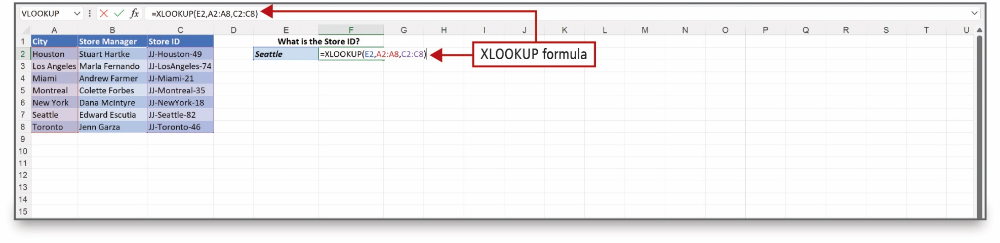 VLOOKUP fx =XLOOKUP(E2,A2:A8,C2:C8)
A B C D E F G H I J K L M N O P Q R S T U
1 City Store Manager Store ID What is the Store ID?
2 Houston Stuart Hartke JJ-Houston-49 Seattle =XLOOKUP(E2,A2:A8,C2:C8) XLOOKUP formula
3 Los Angeles Marla Fernando JJ-LosAngeles-74
4 Miami Andrew Farmer JJ-Miami-21
5 Montreal Colette Forbes JJ-Montreal-35
6 New York Dana McIntyre JJ-NewYork-18
7 Seattle Edward Escutia JJ-Seattle-82
8 Toronto Jenn Garza JJ-Toronto-46
9
10
11
12
13
14
15